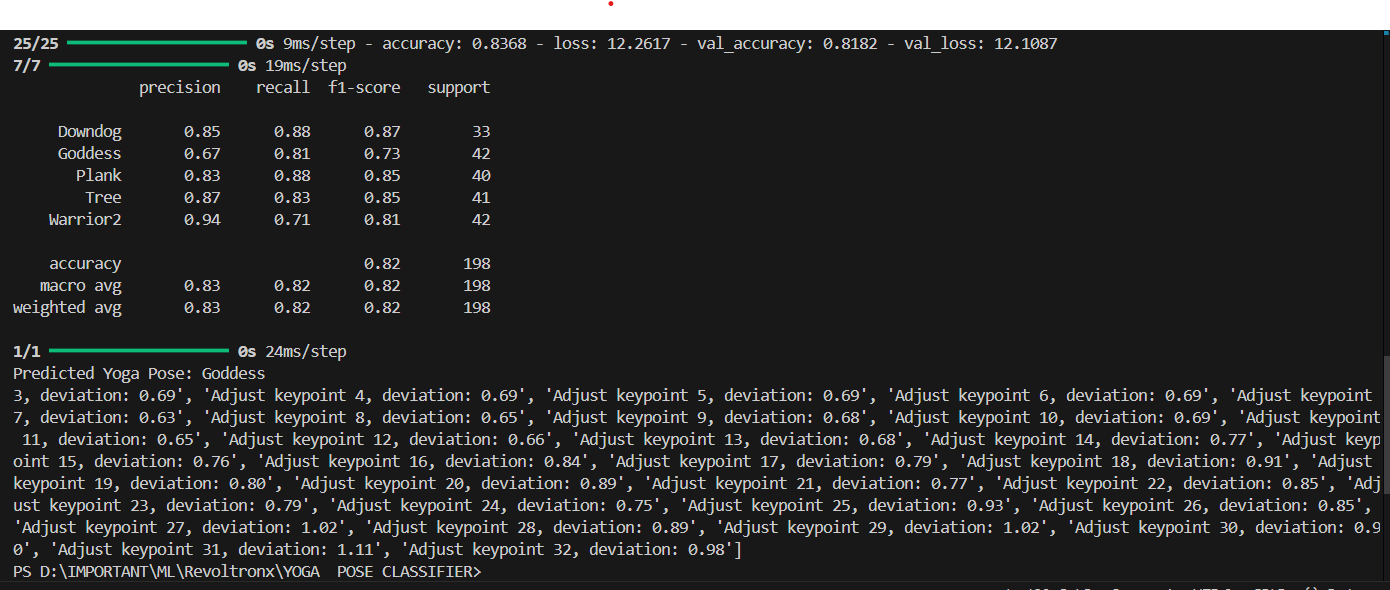 25/25 0s 9ms/step - accuracy: 0.8368 - loss: 12.2617 - val_accuracy: 0.8182 - val_loss: 12.1087
7/7 0s 19ms/step
precision recall f1-score support
Downdog 0.85 0.88 0.87 33
Goddess 0.67 0.81 0.73 42
Plank 0.83 0.88 0.85 40
Tree 0.87 0.83 0.85 41
Warrior2 0.94 0.71 0.81 42
accuracy 0.82 198
macro avg 0.83 0.82 0.82 198
weighted avg 0.83 0.82 0.82 198
1/1 0s 24ms/step
Predicted Yoga Pose: Goddess
3, deviation: 0.69', 'Adjust keypoint 4, deviation: 0.69', 'Adjust keypoint 5, deviation: 0.69', 'Adjust keypoint 6, deviation: 0.69', 'Adjust keypoint
7, deviation: 0.63', 'Adjust keypoint 8, deviation: 0.65', 'Adjust keypoint 9, deviation: 0.68', 'Adjust keypoint 10, deviation: 0.69', 'Adjust keypoint
11, deviation: 0.65', 'Adjust keypoint 12, deviation: 0.66', 'Adjust keypoint 13, deviation: 0.68', 'Adjust keypoint 14, deviation: 0.77', 'Adjust keyp
oint 15, deviation: 0.76', 'Adjust keypoint 16, deviation: 0.84', 'Adjust keypoint 17, deviation: 0.79', 'Adjust keypoint 18, deviation: 0.91', 'Adjust
keypoint 19, deviation: 0.80', 'Adjust keypoint 20, deviation: 0.89', 'Adjust keypoint 21, deviation: 0.77', 'Adjust keypoint 22, deviation: 0.85', 'Adj
ust keypoint 23, deviation: 0.79', 'Adjust keypoint 24, deviation: 0.75', 'Adjust keypoint 25, deviation: 0.93', 'Adjust keypoint 26, deviation: 0.85',
'Adjust keypoint 27, deviation: 1.02', 'Adjust keypoint 28, deviation: 0.89', 'Adjust keypoint 29, deviation: 1.02', 'Adjust keypoint 30, deviation: 0.9
0', 'Adjust keypoint 31, deviation: 1.11', 'Adjust keypoint 32, deviation: 0.98']
PS D:\IMPORTANT\ML\Revoltronx\YOGA  POSE CLASSIFIER>